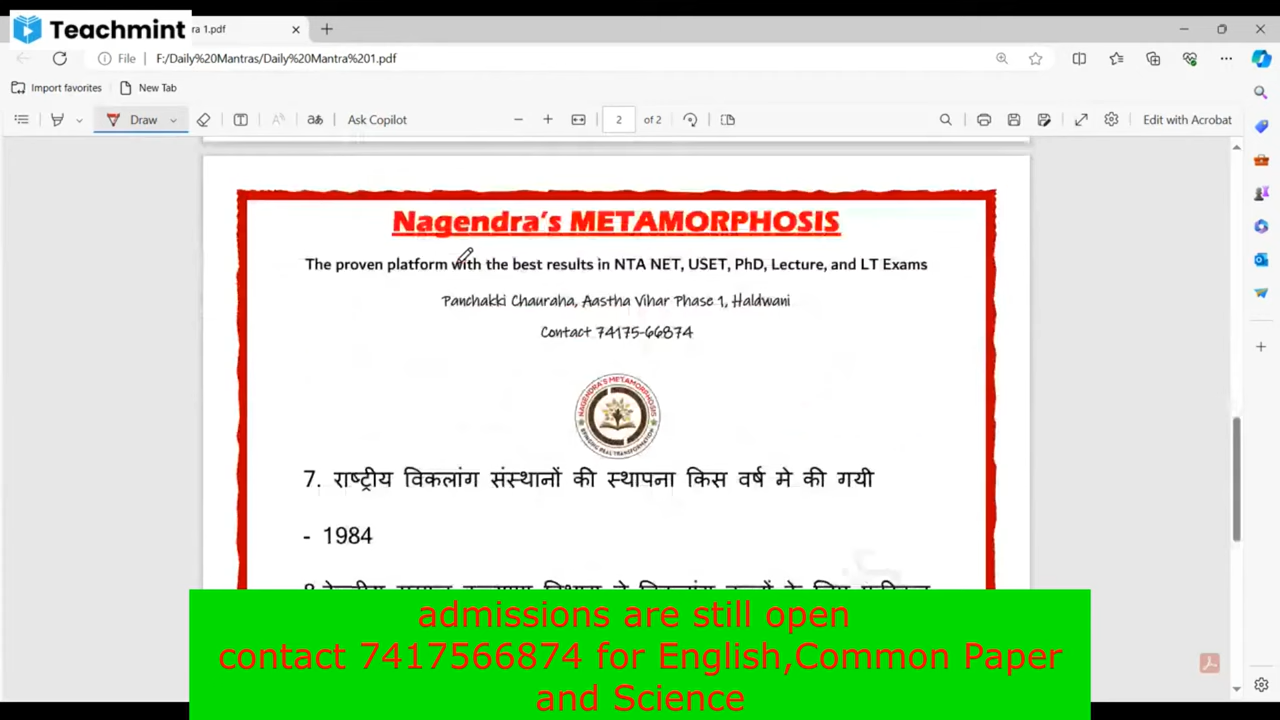 Teachmint
ra 1.pdf
File F:/Daily%20Mantras/Daily%20Mantra%201.pdf
Import favorites New Tab
Draw Ask Copilot 2 of 2 Edit with Acrobat
Nagendra's METAMORPHOSIS
The proven platform with the best results in NTA NET, USET, PhD, Lecture, and LT Exams
Panchakki Chauraha, Aastha Vihar Phase 1, Haldwani
Contact 74175-66874
NAGENDRA'S METAMORPHOSIS
7. राष्ट्रीय विकलांग संस्थानों की स्थापना किस वर्ष मे की गयी
- 1984
admissions are still open
contact 7417566874 for English,Common Paper
and Science